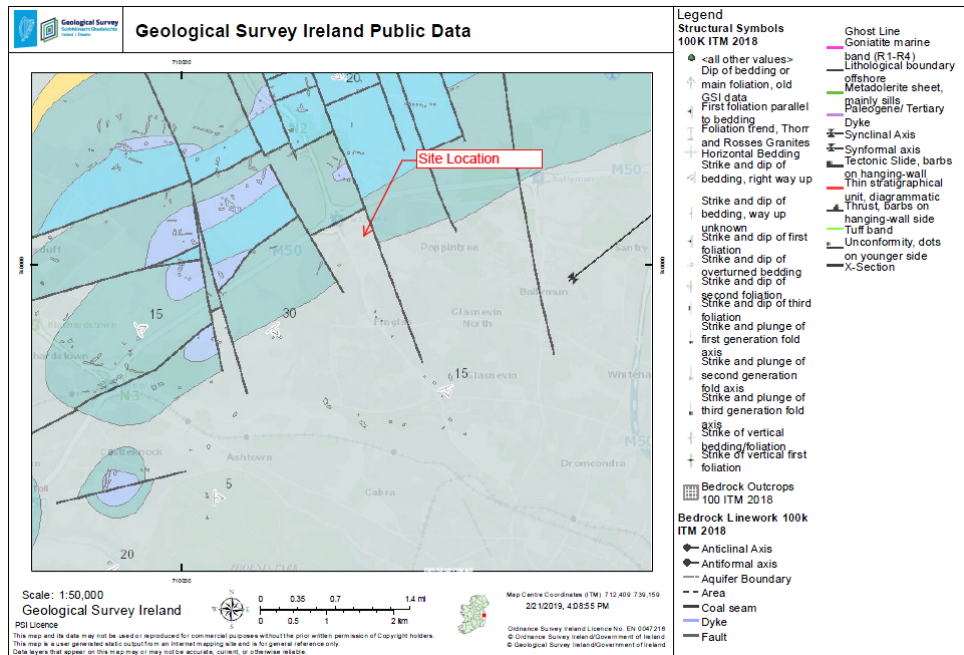 Geological Survey
Suirbhéireacht Gheolaíochta
Ireland | Éireann
Geological Survey Ireland Public Data
710000
20
N2
Site Location
M50
M50
Poppintree
Santry
M50
Ballymun
740000
740000
15
30
Finglas
Glasnevin
North
Blanchardstown
15
Glasnevin
Whitehall
N3
M50
Castleknock
Ashtown
Drumcondra
Cabra
5
20
710000
Legend
Structural Symbols
100K ITM 2018
<all other values>
Dip of bedding or
main foliation, old
GSI data
First foliation parallel
to bedding
Foliation trend, Thorr
and Rosses Granites
Horizontal Bedding
Strike and dip of
bedding, right way up
Strike and dip of
bedding, way up
unknown
Strike and dip of first
foliation
Strike and dip of
overturned bedding
Strike and dip of
second foliation
Strike and dip of third
foliation
Strike and plunge of
first generation fold
axis
Strike and plunge of
second generation
fold axis
Strike and plunge of
third generation fold
axis
Strike of vertical
bedding/foliation
Strike of vertical first
foliation
Bedrock Outcrops
100 ITM 2018
Bedrock Linework 100k
ITM 2018
Anticlinal Axis
Antiformal axis
Aquifer Boundary
Area
Coal seam
Dyke
Fault
Ghost Line
Goniatite marine
band (R1-R4)
Lithological boundary
offshore
Metadolerite sheet,
mainly sills
Paleogene/ Tertiary
Dyke
Synclinal Axis
Synformal axis
Tectonic Slide, barbs
on hanging-wall
Thin stratigraphical
unit, diagrammatic
Thrust, barbs on
hanging-wall side
Tuff band
Unconformity, dots
on younger side
X-Section
Scale: 1:50,000
Geological Survey Ireland
PSI Licence
This map and its data may not be used or reproduced for commercial purposes without the prior written permission of Copyright holders.
This map is a user generated static output from an Internet mapping site and is for general reference only.
Data layers that appear on this map may or may not be accurate, current, or otherwise reliable.
N
0 0.35 0.7 1.4 mi
0 0.5 1 2 km
Map Centre Coordinates (ITM) 712,409 739,159
2/21/2019, 4:08:55 PM
Ordnance Survey Ireland Licence No. EN 0047216
© Ordnance Survey Ireland/Government of Ireland
© Geological Survey Ireland/Government of Ireland